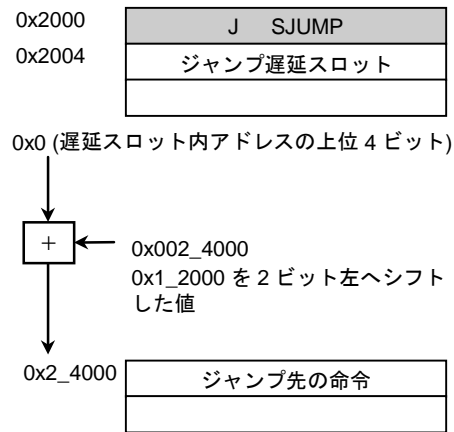 0x2000
J SJUMP
0x2004
ジャンプ遅延スロット
0x0 (遅延スロット内アドレスの上位 4 ビット)
+
0x002_4000
0x1_2000 を 2 ビット左へシフト
した値
0x2_4000
ジャンプ先の命令